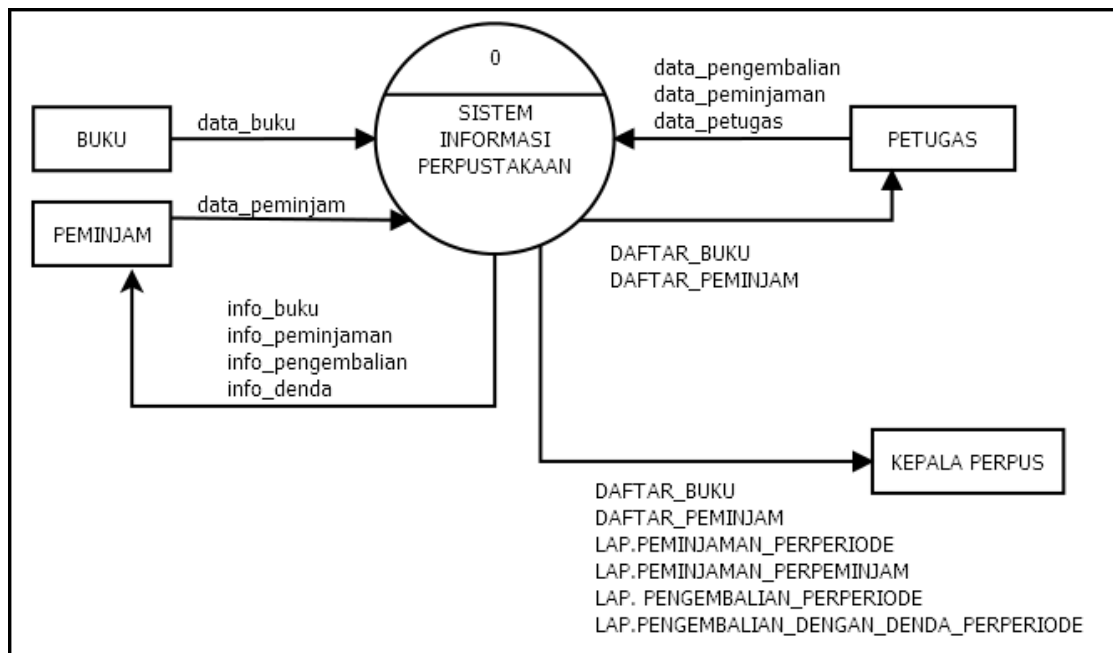 0
SISTEM
INFORMASI
PERPUSTAKAAN
BUKU
data_buku
PEMINJAM
data_peminjam
info_buku
info_peminjaman
info_pengembalian
info_denda
data_pengembalian
data_peminjaman
data_petugas
PETUGAS
DAFTAR_BUKU
DAFTAR_PEMINJAM
KEPALA PERPUS
DAFTAR_BUKU
DAFTAR_PEMINJAM
LAP.PEMINJAMAN_PERPERIODE
LAP.PEMINJAMAN_PERPEMINJAM
LAP. PENGEMBALIAN_PERPERIODE
LAP.PENGEMBALIAN_DENGAN_DENDA_PERPERIODE